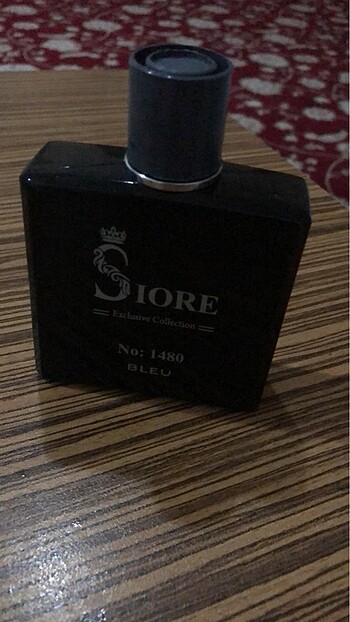 SIORE
Exclusive Collection
No: 1480
BLEU